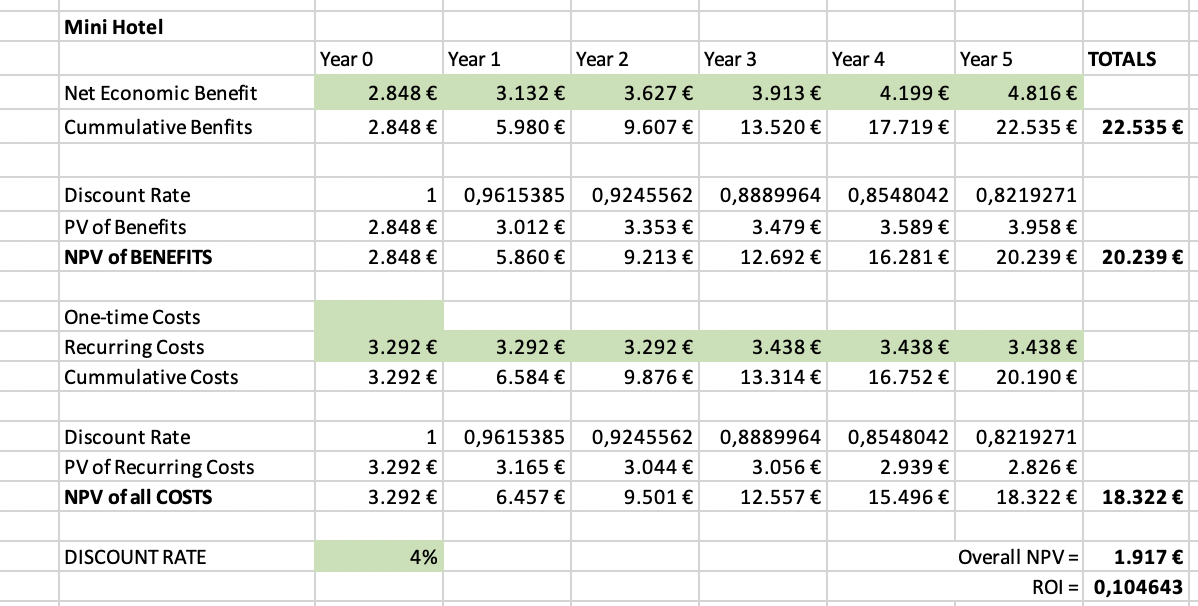 Mini Hotel
Year 0 Year 1 Year 2 Year 3 Year 4 Year 5 TOTALS
Net Economic Benefit 2.848 € 3.132 € 3.627 € 3.913 € 4.199 € 4.816 €
Cummulative Benfits 2.848 € 5.980 € 9.607 € 13.520 € 17.719 € 22.535 € 22.535 €
Discount Rate 1 0,9615385 0,9245562 0,8889964 0,8548042 0,8219271
PV of Benefits 2.848 € 3.012 € 3.353 € 3.479 € 3.589 € 3.958 €
NPV of BENEFITS 2.848 € 5.860 € 9.213 € 12.692 € 16.281 € 20.239 € 20.239 €
One-time Costs
Recurring Costs 3.292 € 3.292 € 3.292 € 3.438 € 3.438 € 3.438 €
Cummulative Costs 3.292 € 6.584 € 9.876 € 13.314 € 16.752 € 20.190 €
Discount Rate 1 0,9615385 0,9245562 0,8889964 0,8548042 0,8219271
PV of Recurring Costs 3.292 € 3.165 € 3.044 € 3.056 € 2.939 € 2.826 €
NPV of all COSTS 3.292 € 6.457 € 9.501 € 12.557 € 15.496 € 18.322 € 18.322 €
DISCOUNT RATE 4% Overall NPV = 1.917 €
ROI = 0,104643